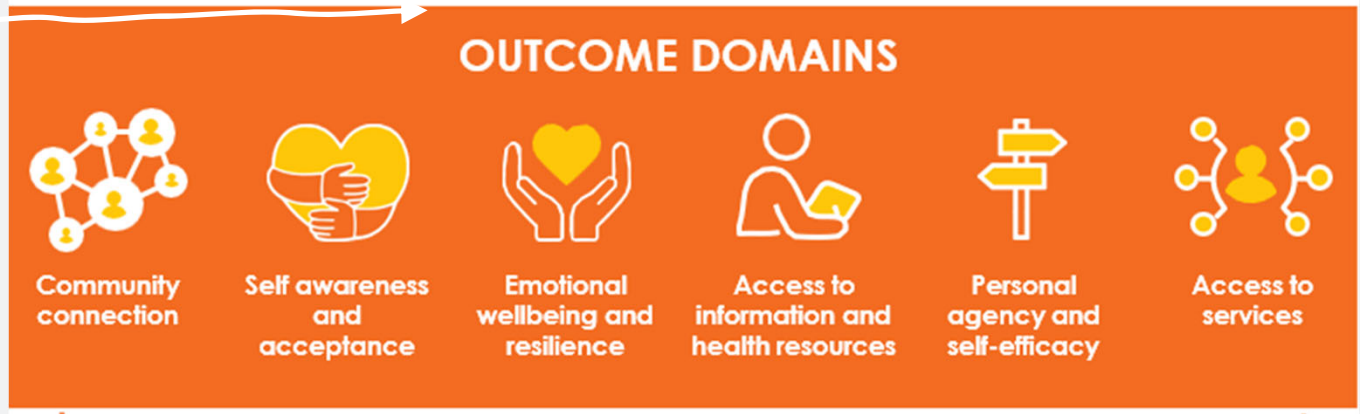 OUTCOME DOMAINS
Community
connection
Self awareness
and
acceptance
Emotional
wellbeing and
resilience
Access to
information and
health resources
Personal
agency and
self-efficacy
Access to
services